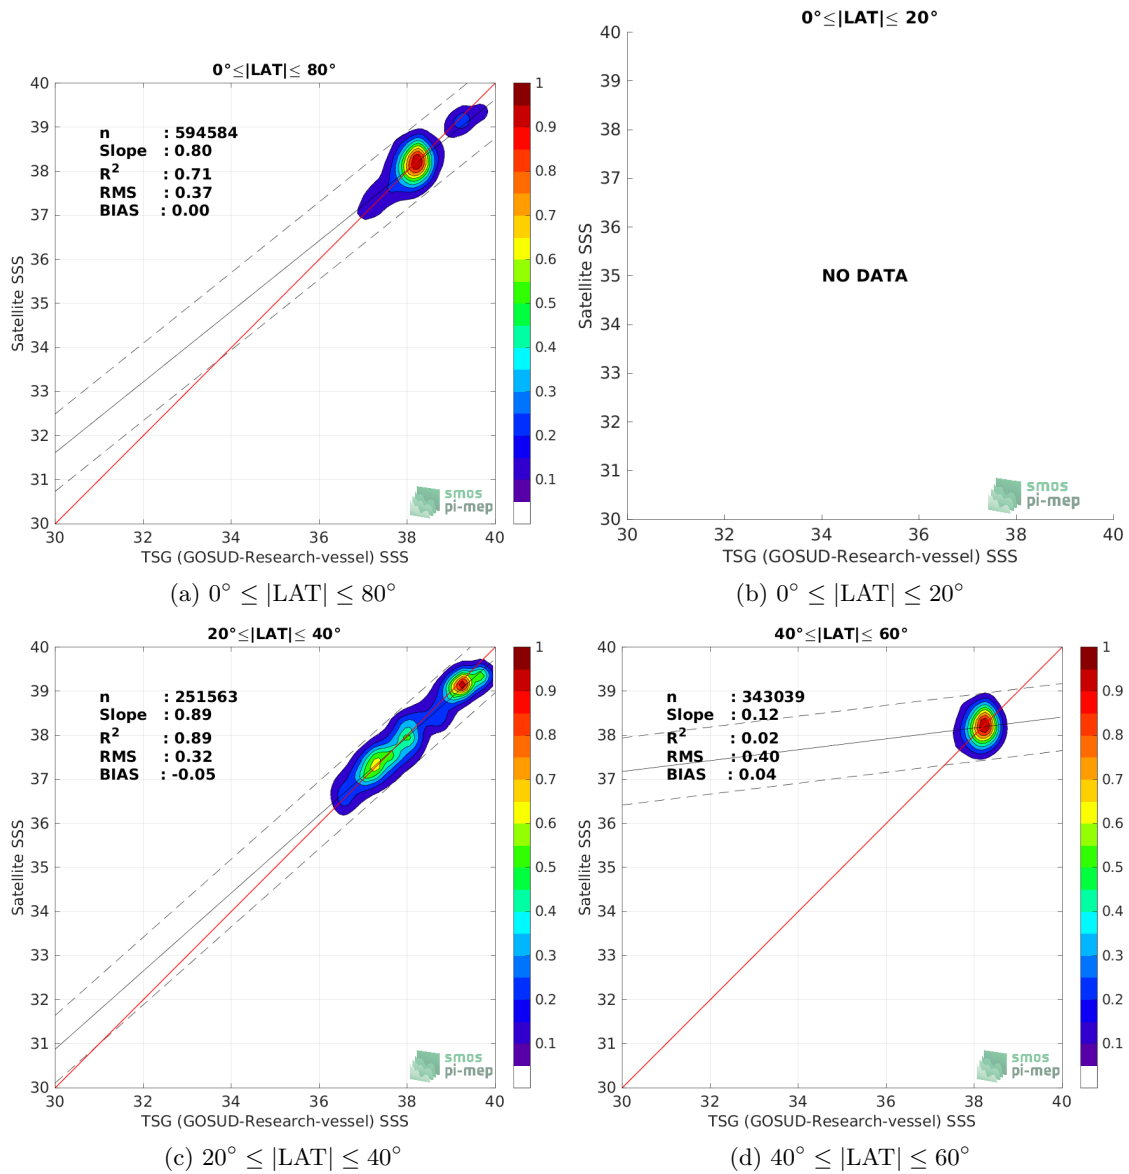 0°≤|LAT|≤ 80°
40
39
38
37
36
35
34
33
32
31
30
30 32 34 36 38 40
n : 594584
Slope : 0.80
R² : 0.71
RMS : 0.37
BIAS : 0.00
Satellite SSS
TSG (GOSUD-Research-vessel) SSS
smos
pi-mep
1
0.9
0.8
0.7
0.6
0.5
0.4
0.3
0.2
0.1
(a) 0° ≤ |LAT| ≤ 80°
0°≤|LAT|≤ 20°
40
39
38
37
36
35
34
33
32
31
30
30 32 34 36 38 40
NO DATA
Satellite SSS
TSG (GOSUD-Research-vessel) SSS
smos
pi-mep
(b) 0° ≤ |LAT| ≤ 20°
20°≤|LAT|≤ 40°
40
39
38
37
36
35
34
33
32
31
30
30 32 34 36 38 40
n : 251563
Slope : 0.89
R² : 0.89
RMS : 0.32
BIAS : -0.05
Satellite SSS
TSG (GOSUD-Research-vessel) SSS
smos
pi-mep
1
0.9
0.8
0.7
0.6
0.5
0.4
0.3
0.2
0.1
(c) 20° ≤ |LAT| ≤ 40°
40°≤|LAT|≤ 60°
40
39
38
37
36
35
34
33
32
31
30
30 32 34 36 38 40
n : 343039
Slope : 0.12
R² : 0.02
RMS : 0.40
BIAS : 0.04
Satellite SSS
TSG (GOSUD-Research-vessel) SSS
smos
pi-mep
1
0.9
0.8
0.7
0.6
0.5
0.4
0.3
0.2
0.1
(d) 40° ≤ |LAT| ≤ 60°